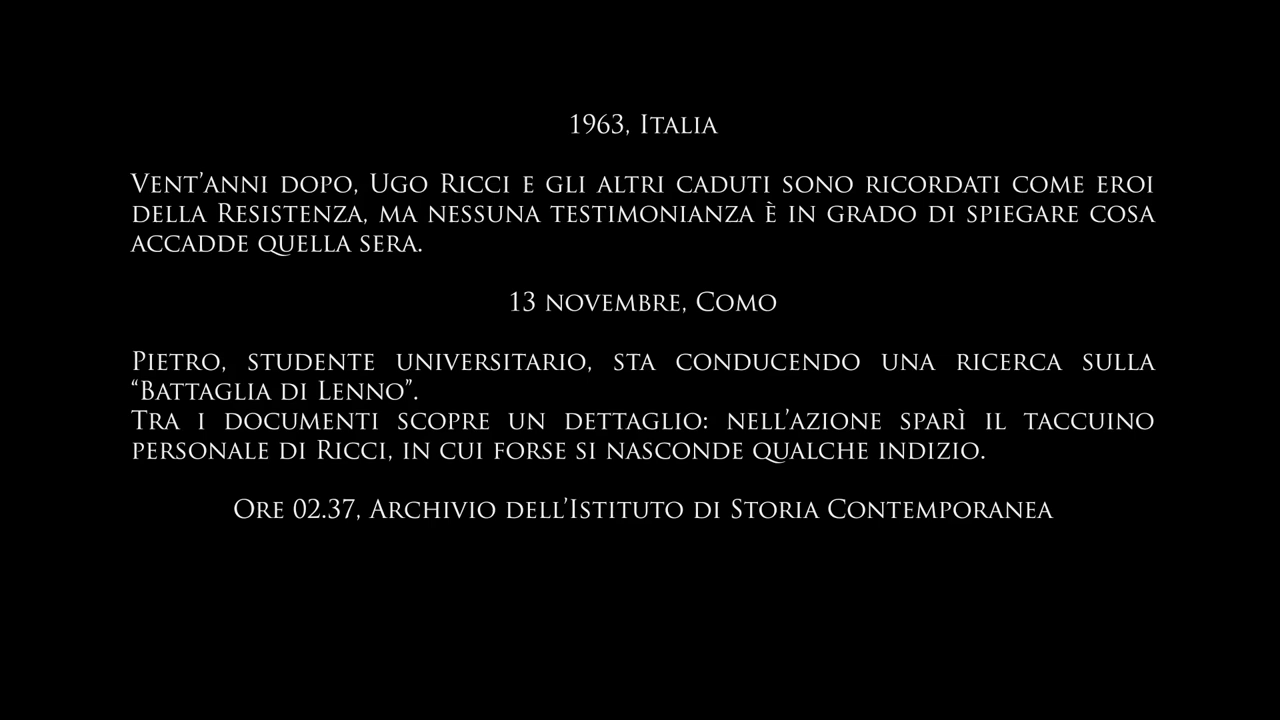 1963, Italia
Vent’anni dopo, Ugo Ricci e gli altri caduti sono ricordati come eroi
della Resistenza, ma nessuna testimonianza è in grado di spiegare cosa
accadde quella sera.
13 novembre, Como
Pietro, studente universitario, sta conducendo una ricerca sulla
“Battaglia di Lenno”.
Tra i documenti scopre un dettaglio: nell’azione sparì il taccuino
personale di Ricci, in cui forse si nasconde qualche indizio.
Ore 02.37, Archivio dell’Istituto di Storia Contemporanea